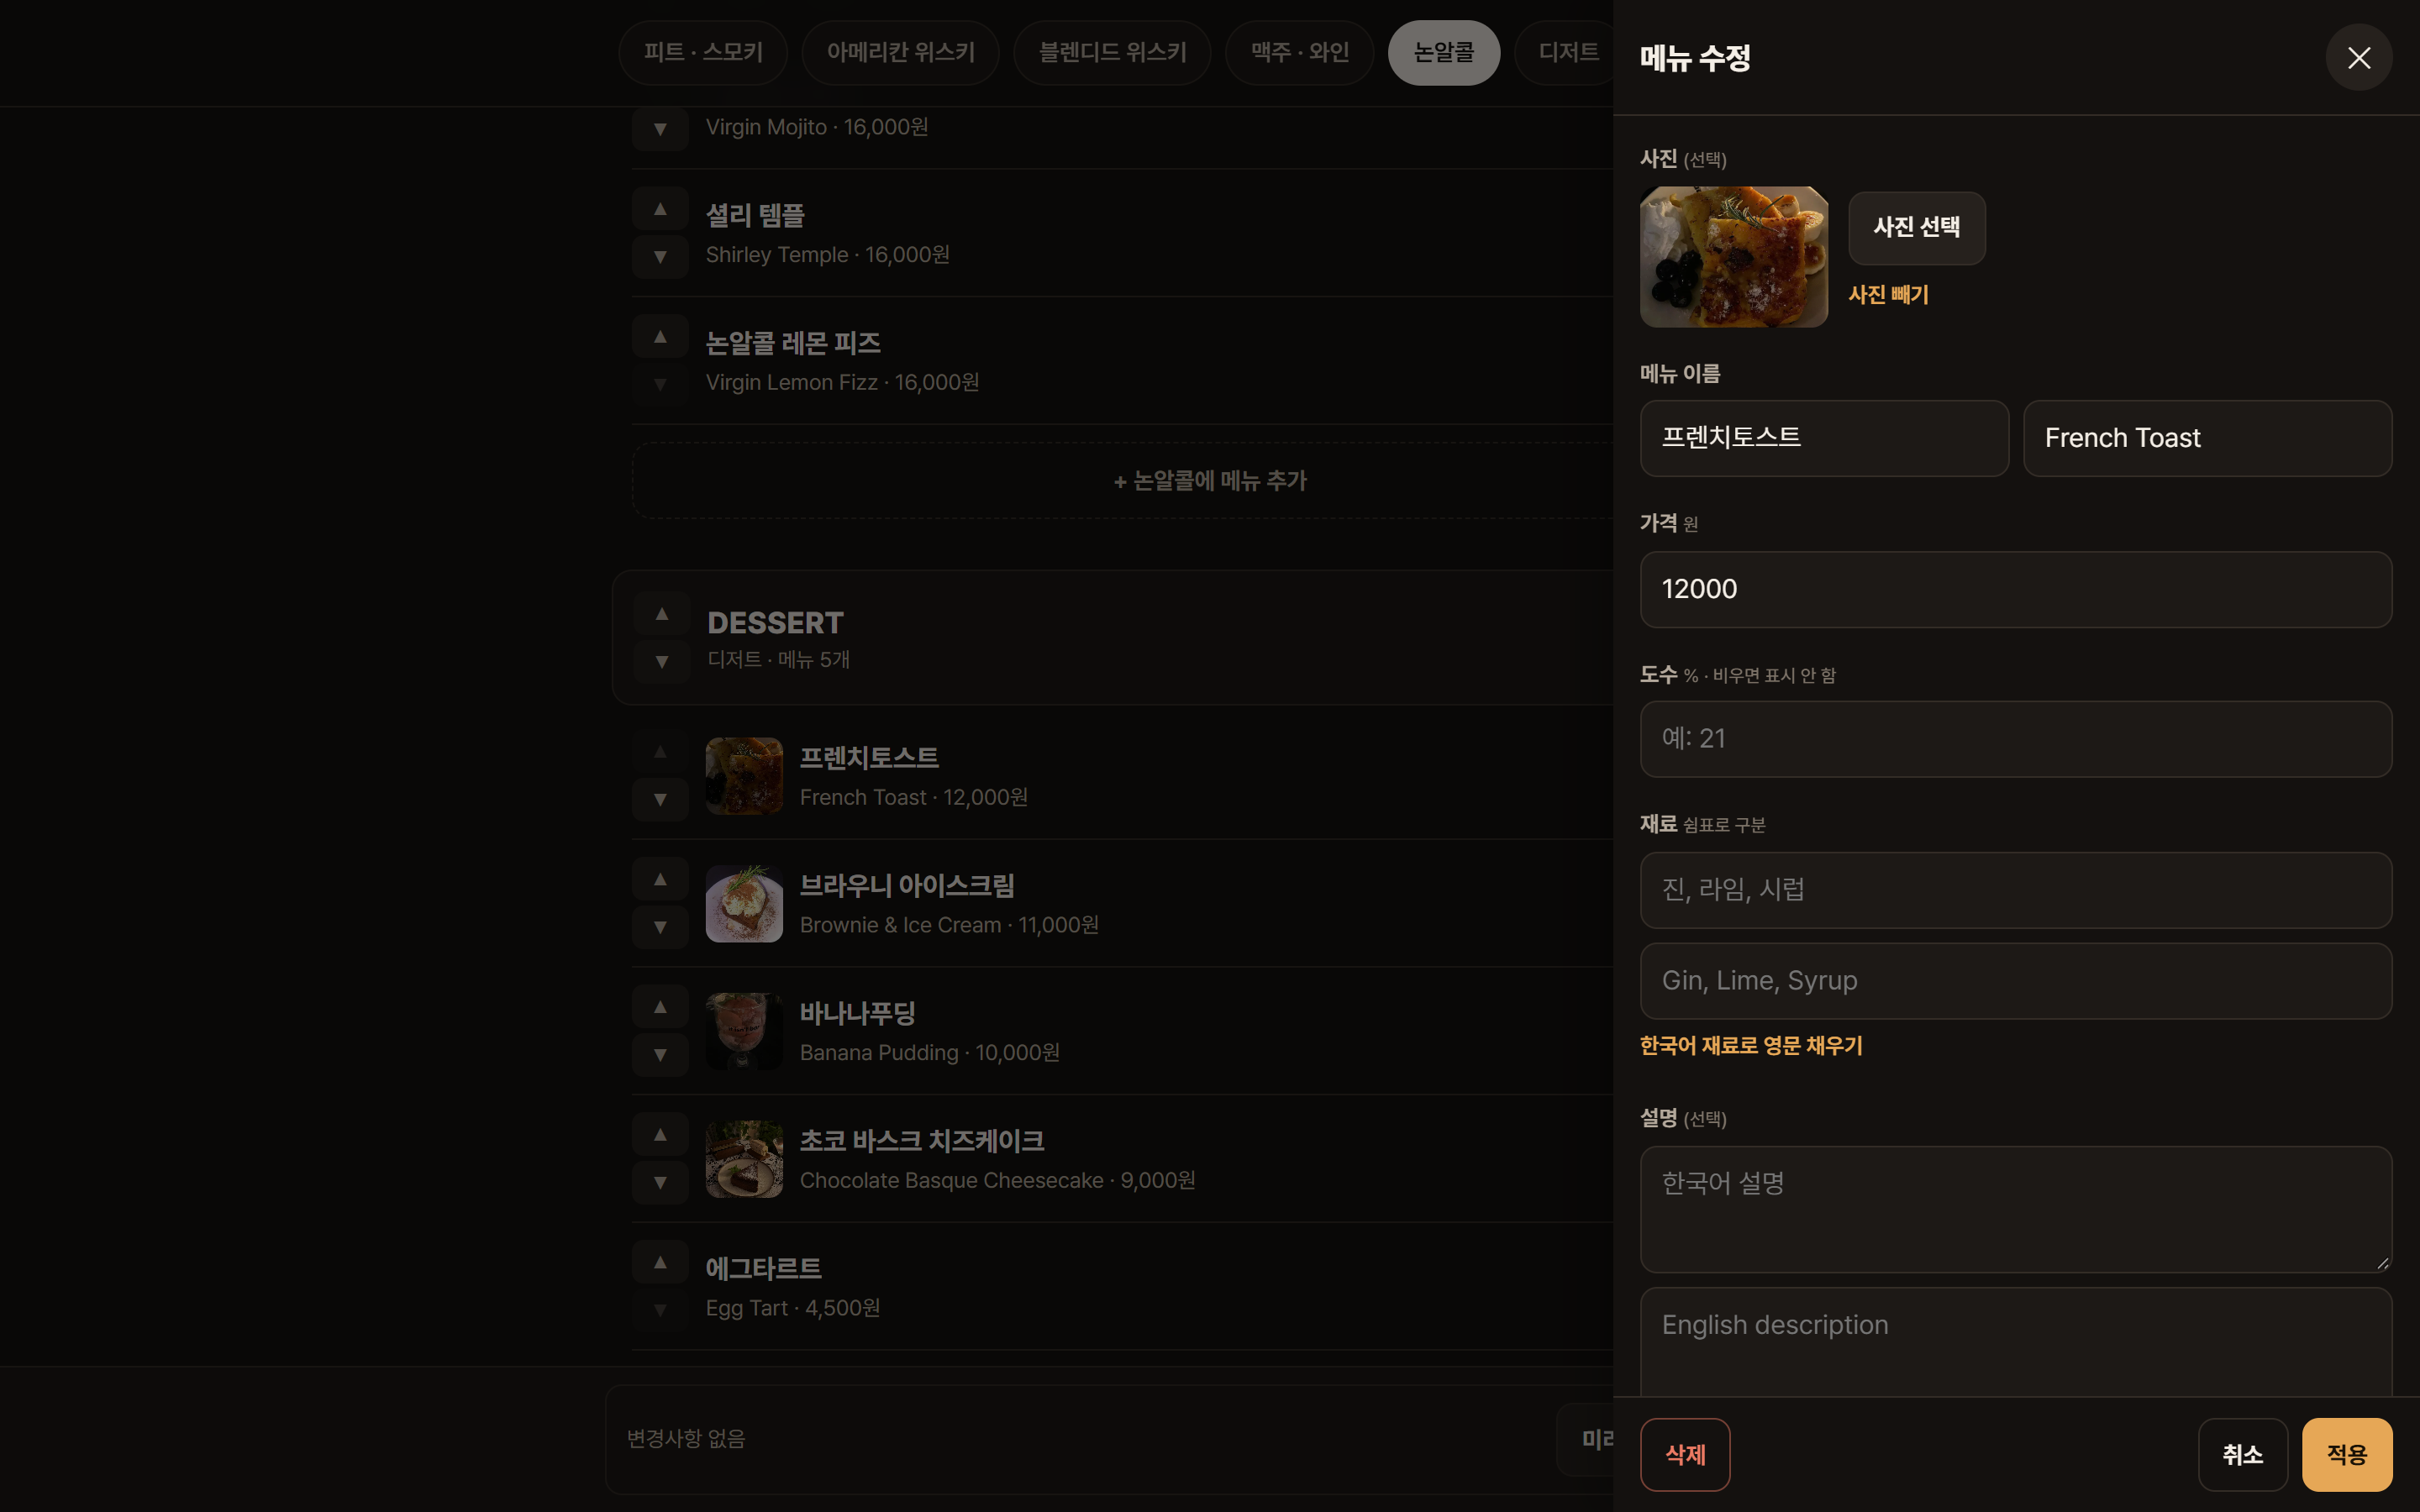 피트 · 스모키
아메리칸 위스키
블렌디드 위스키
맥주 · 와인
논알콜
디저트
Virgin Mojito · 16,000원
셜리 템플
Shirley Temple · 16,000원
논알콜 레몬 피즈
Virgin Lemon Fizz · 16,000원
+ 논알콜에 메뉴 추가
DESSERT
디저트 · 메뉴 5개
프렌치토스트
French Toast · 12,000원
브라우니 아이스크림
Brownie & Ice Cream · 11,000원
바나나푸딩
Banana Pudding · 10,000원
초코 바스크 치즈케이크
Chocolate Basque Cheesecake · 9,000원
에그타르트
Egg Tart · 4,500원
변경사항 없음
메뉴 수정
사진 (선택)
사진 선택
사진 빼기
메뉴 이름
프렌치토스트
French Toast
가격 원
12000
도수 % · 비우면 표시 안 함
예: 21
재료 쉼표로 구분
진, 라임, 시럽
Gin, Lime, Syrup
한국어 재료로 영문 채우기
설명 (선택)
한국어 설명
English description
삭제
취소
적용